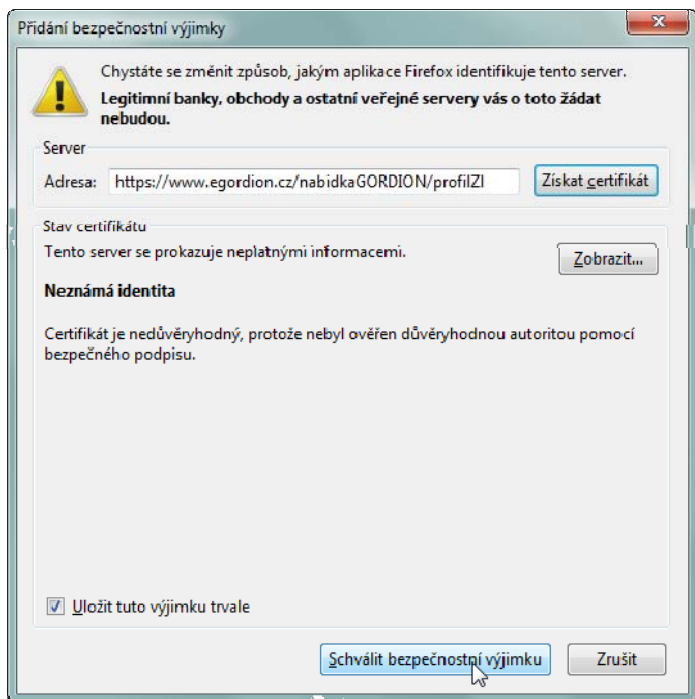 Přidání bezpečnostní výjimky
Chystáte se změnit způsob, jakým aplikace Firefox identifikuje tento server.
Legitimní banky, obchody a ostatní veřejné servery vás o toto žádat
nebudou.
Server
Adresa: https://www.egordion.cz/nabidkaGORDION/profilZI Získat certifikát
Stav certifikátu
Tento server se prokazuje neplatnými informacemi. Zobrazit...
Neznámá identita
Certifikát je nedůvěryhodný, protože nebyl ověřen důvěryhodnou autoritou pomocí
bezpečného podpisu.
Uložit tuto výjimku trvale
Schválit bezpečnostní výjimku Zrušit